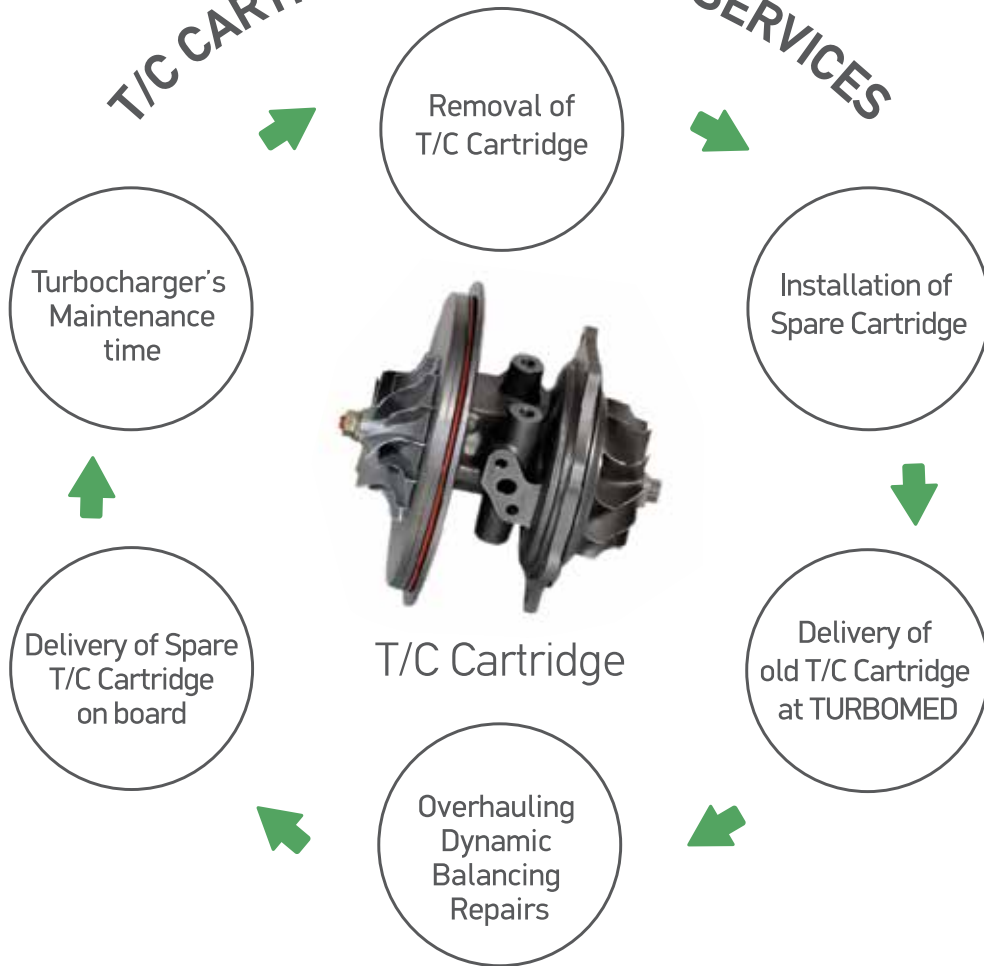 T/C
SERVICES
Removal of
T/C Cartridge
Installation of
Spare Cartridge
Delivery of
old T/C Cartridge
at TURBOMED
Overhauling
Dynamic
Balancing
Repairs
Delivery of Spare
T/C Cartridge
on board
Turbocharger's
Maintenance
time
T/C Cartridge